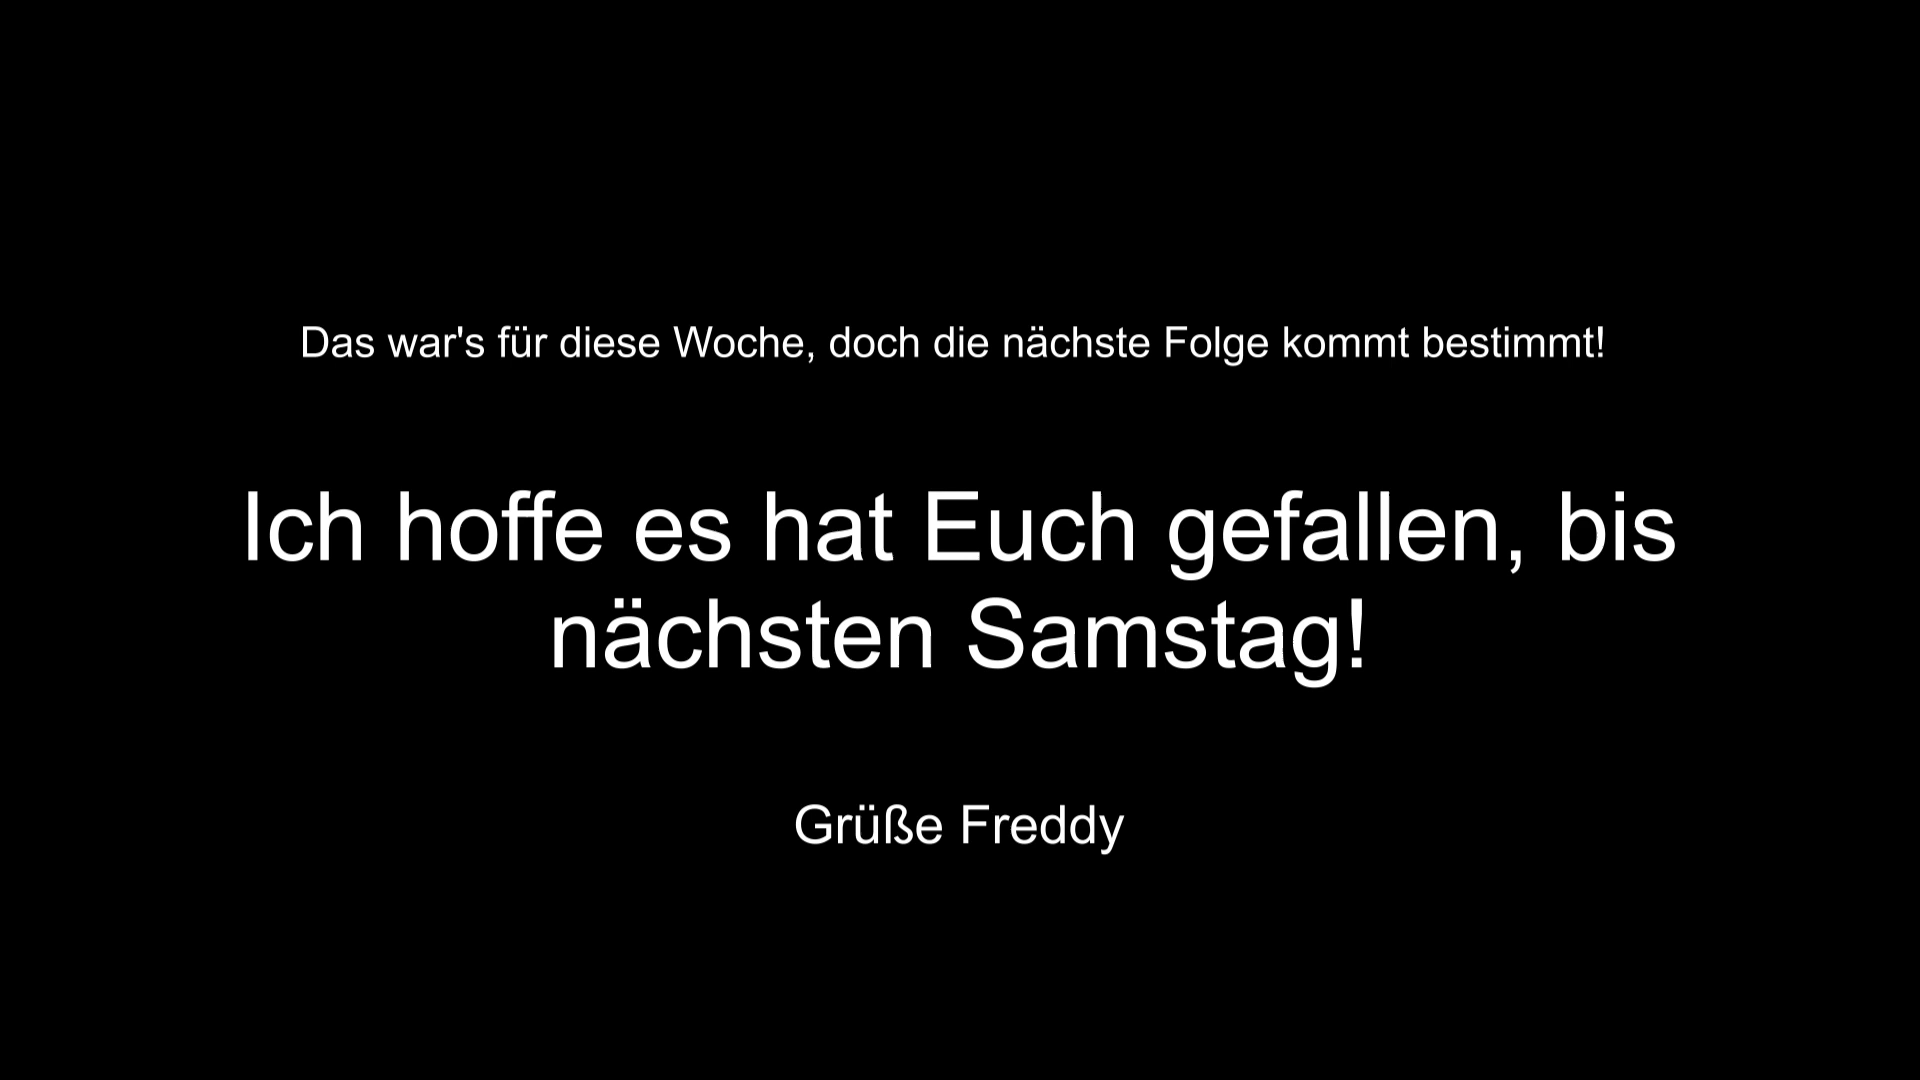 Das war's für diese Woche, doch die nächste Folge kommt bestimmt!
Ich hoffe es hat Euch gefallen, bis
nächsten Samstag!
Grüße Freddy